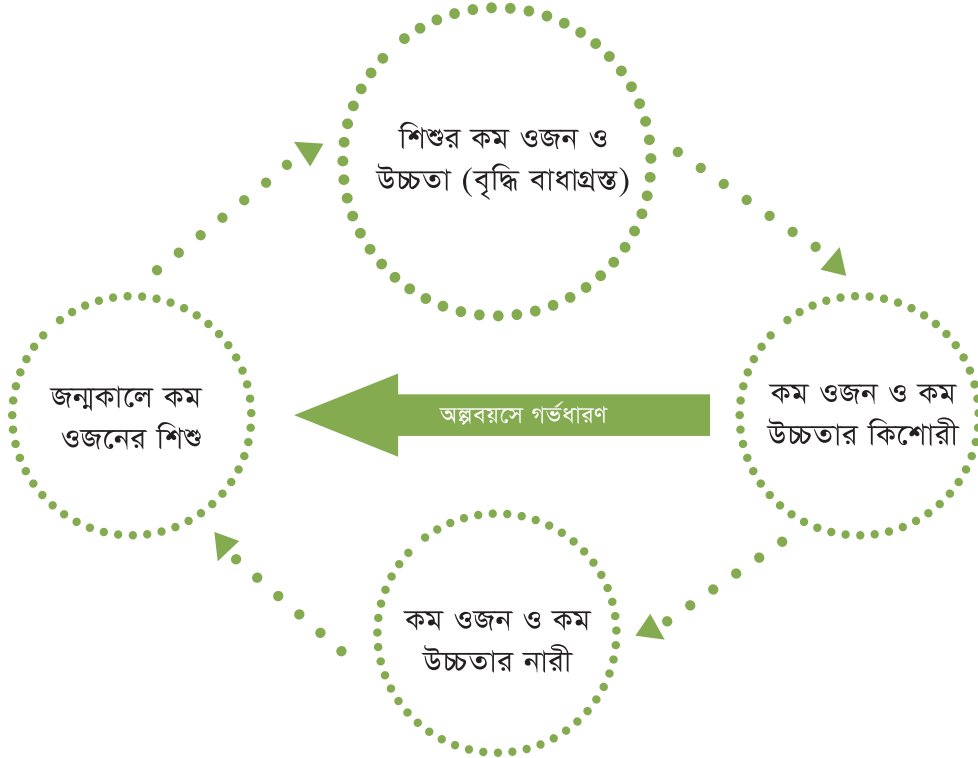 শিশুর কম ওজন ও
উচ্চতা (বৃদ্ধি বাধাগ্রস্ত)
জন্মকালে কম
ওজনের শিশু
অল্পবয়সে গর্ভধারণ
কম ওজন ও কম
উচ্চতার কিশোরী
কম ওজন ও কম
উচ্চতার নারী